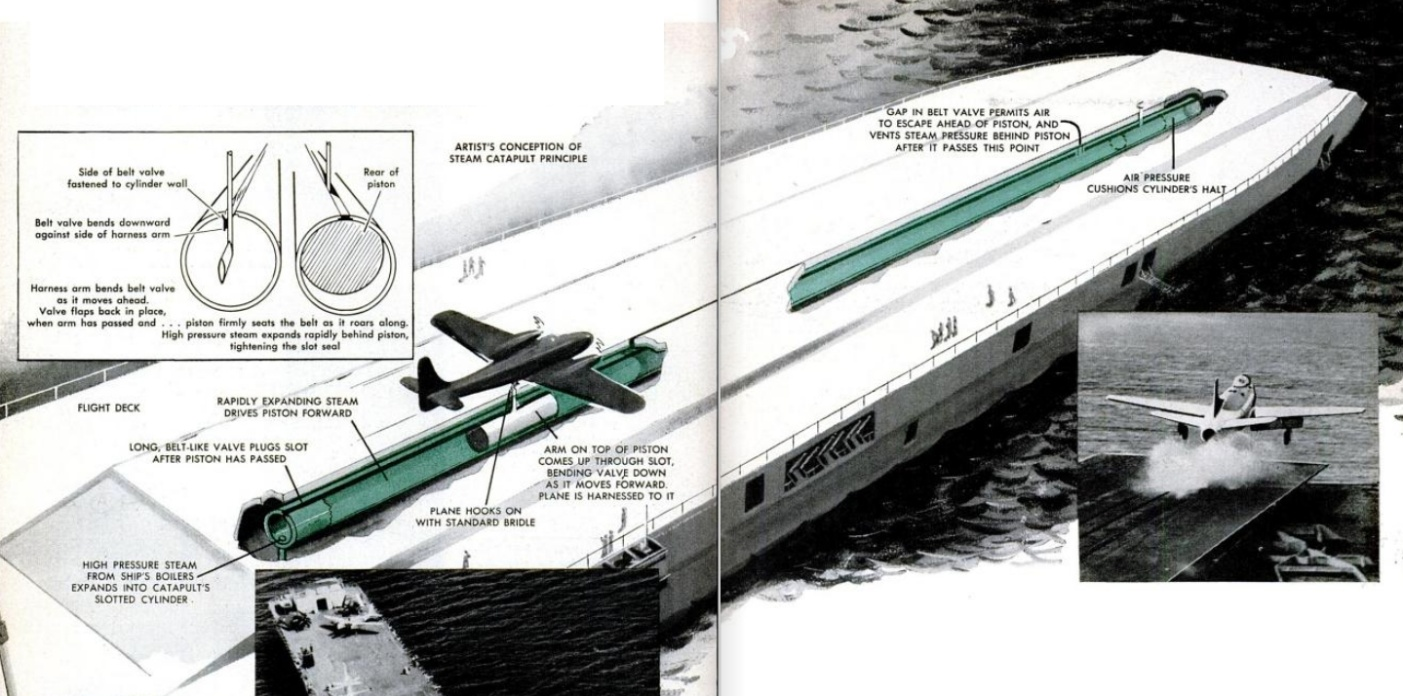 ARTIST'S CONCEPTION OF
STEAM CATAPULT PRINCIPLE
Side of belt valve
fastened to cylinder wall
Rear of
piston
Belt valve bends downward
against side of harness arm
Harness arm bends belt valve
as it moves ahead.
Valve flaps back in place,
when arm has passed and . . . piston firmly seats the belt as it roars along.
High pressure steam expands rapidly behind piston,
tightening the slot seal
FLIGHT DECK
RAPIDLY EXPANDING STEAM
DRIVES PISTON FORWARD
LONG, BELT-LIKE VALVE PLUGS SLOT
AFTER PISTON HAS PASSED
ARM ON TOP OF PISTON
COMES UP THROUGH SLOT,
BENDING VALVE DOWN
AS IT MOVES FORWARD.
PLANE IS HARNESSED TO IT
PLANE HOOKS ON
WITH STANDARD BRIDLE
HIGH PRESSURE STEAM
FROM SHIP'S BOILERS
EXPANDS INTO CATAPULT'S
SLOTTED CYLINDER
GAP IN BELT VALVE PERMITS AIR
TO ESCAPE AHEAD OF PISTON, AND
VENTS STEAM PRESSURE BEHIND PISTON
AFTER IT PASSES THIS POINT
AIR PRESSURE
CUSHIONS CYLINDER'S HALT